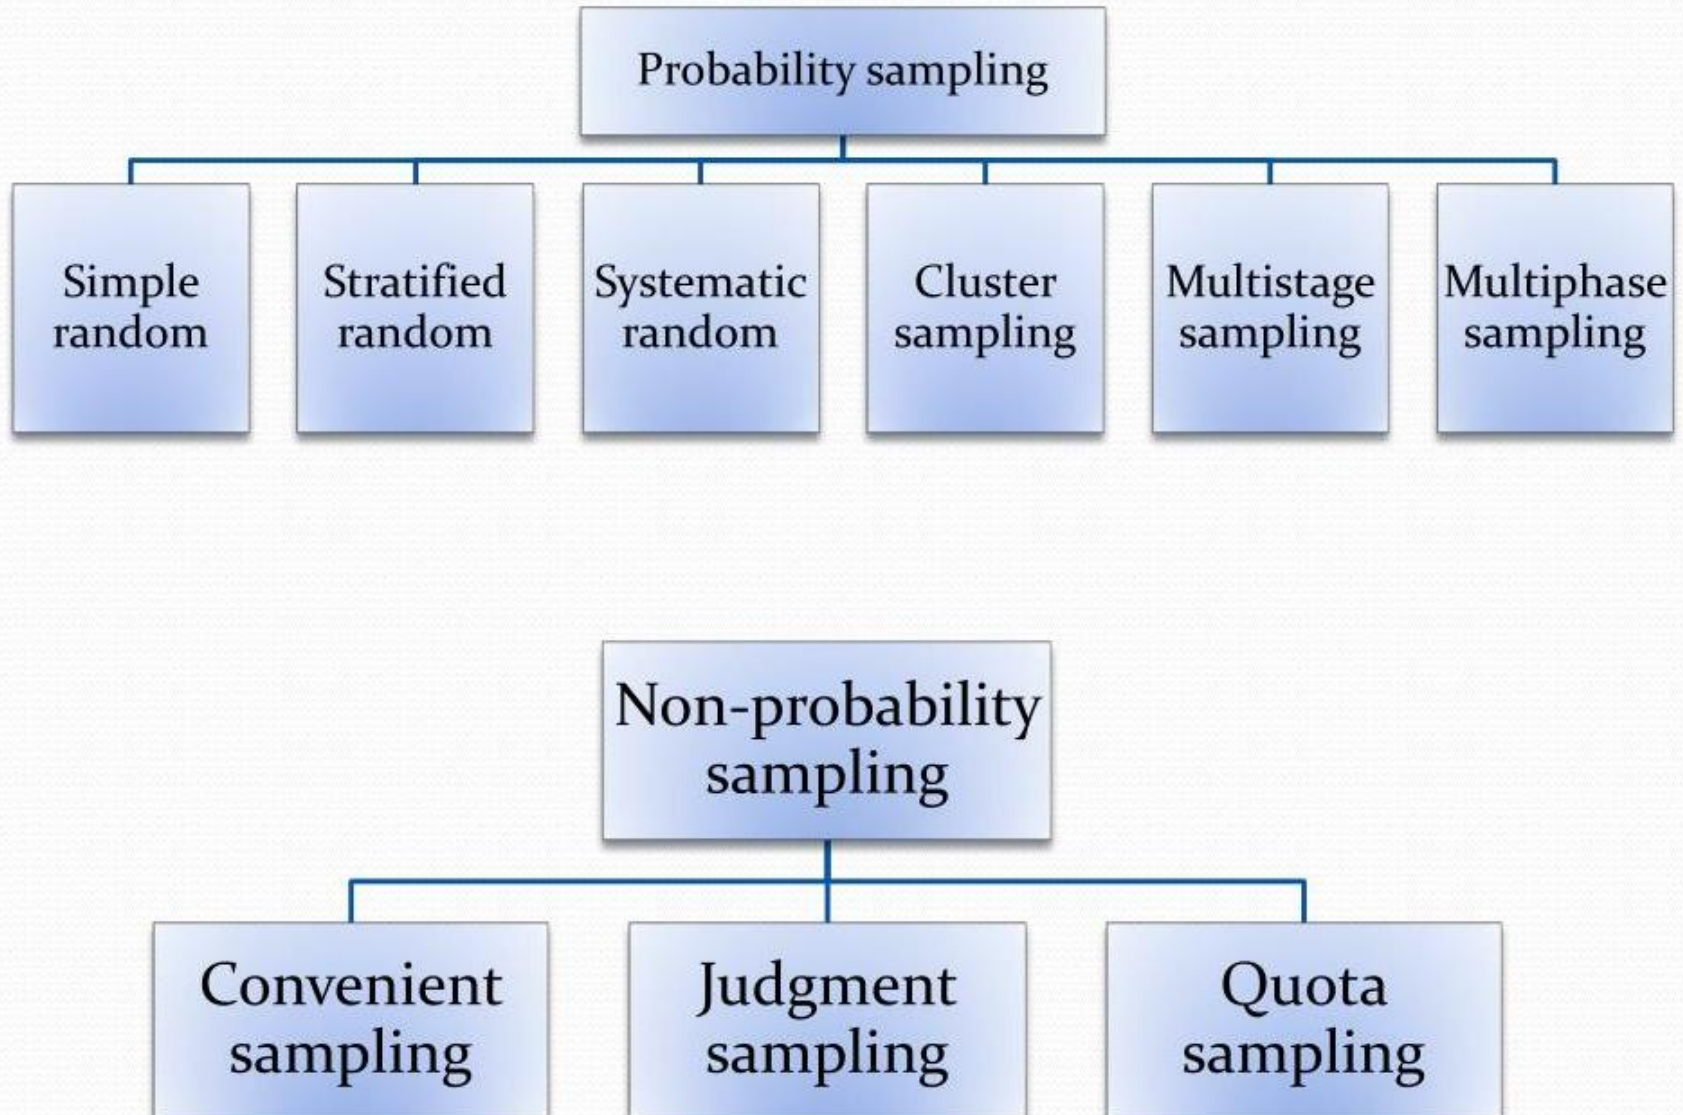 Probability sampling
Simple
random
Stratified
random
Systematic
random
Cluster
sampling
Multistage
sampling
Multiphase
sampling
Non-probability
sampling
Convenient
sampling
Judgment
sampling
Quota
sampling